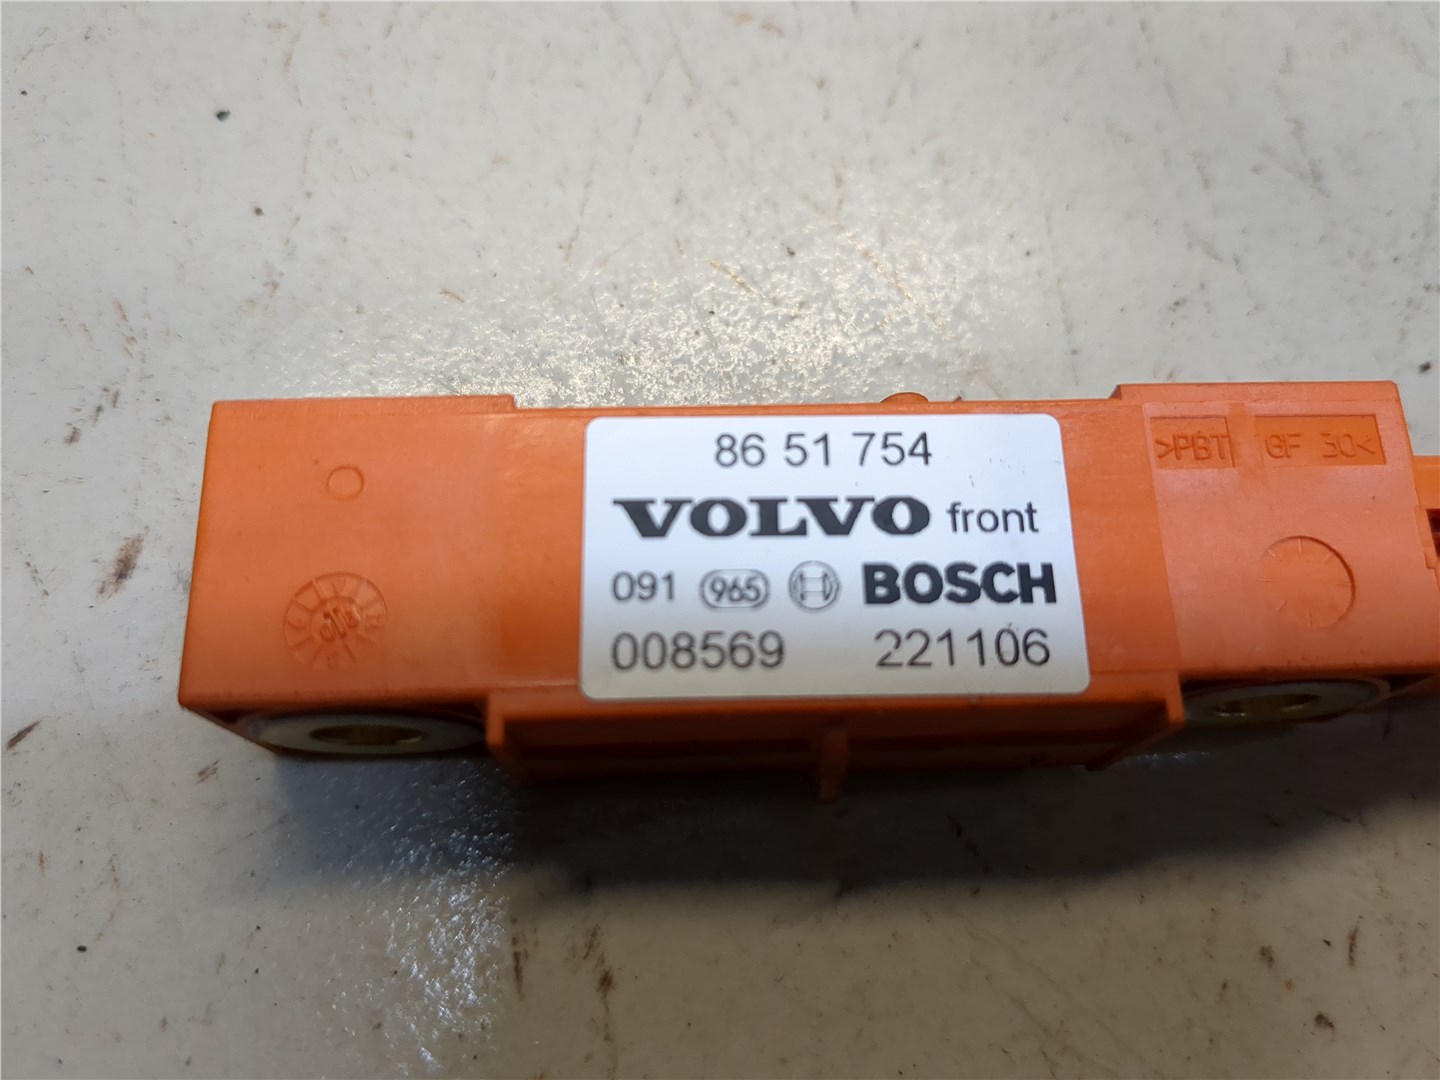 86 51 754
VOLVO front
091 965 BOSCH
008569 221106
>PBT GF 30<